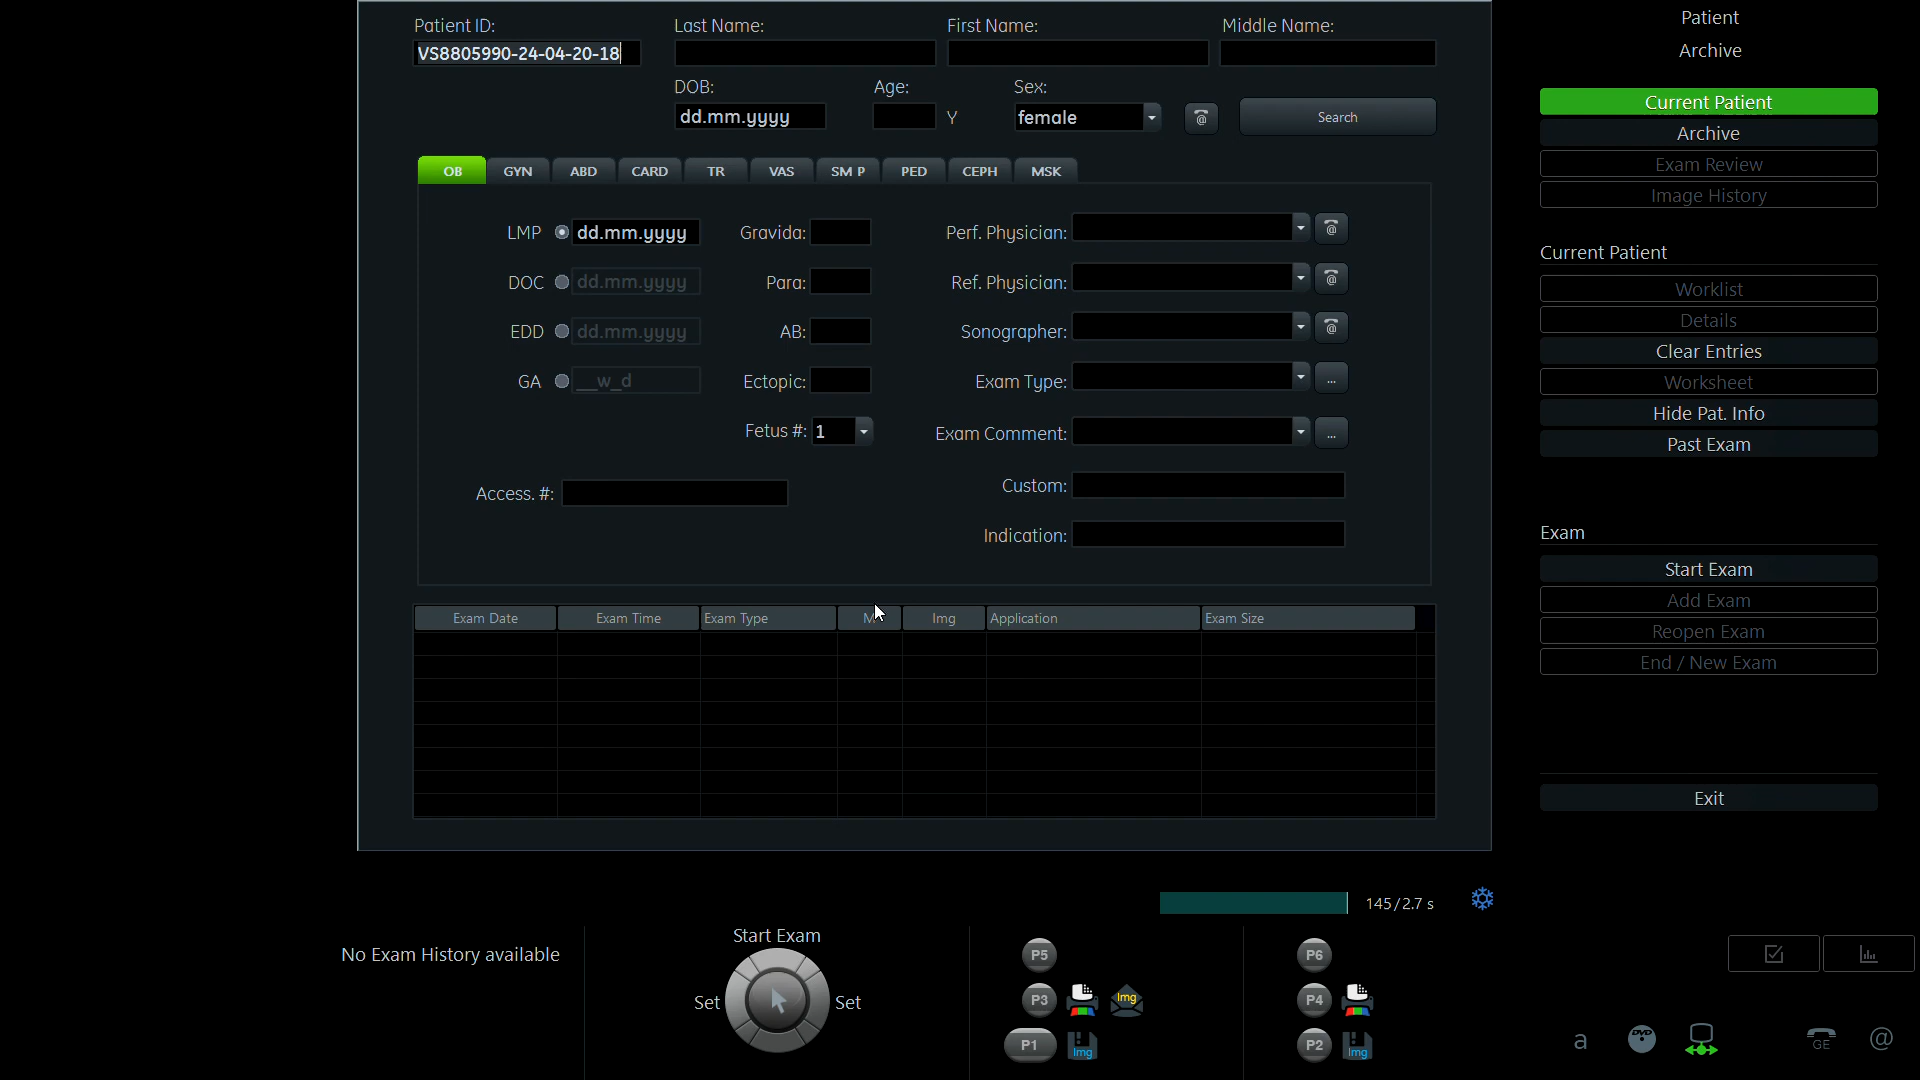 Patient ID: Last Name: First Name: Middle Name:
VS8805990-24-04-20-18
DOB: Age: Sex:
dd.mm.yyyy Y female @ Search
OB GYN ABD CARD TR VAS SM P PED CEPH MSK
LMP dd.mm.yyyy Gravida: Perf. Physician: @
DOC dd.mm.yyyy Para: Ref. Physician: @
EDD dd.mm.yyyy AB: Sonographer: @
GA __w_d Ectopic: Exam Type: ...
Fetus #: 1 Exam Comment: ...
Access. #: Custom:
Indication:
Exam Date Exam Time Exam Type M Img Application Exam Size
Patient
Archive
Current Patient
Archive
Exam Review
Image History
Current Patient
Worklist
Details
Clear Entries
Worksheet
Hide Pat. Info
Past Exam
Exam
Start Exam
Add Exam
Reopen Exam
End / New Exam
Exit
145/2.7 s
No Exam History available
Start Exam
Set Set
P5 P6
P3 Img P4
P1 Img P2 Img
a DVD GE @